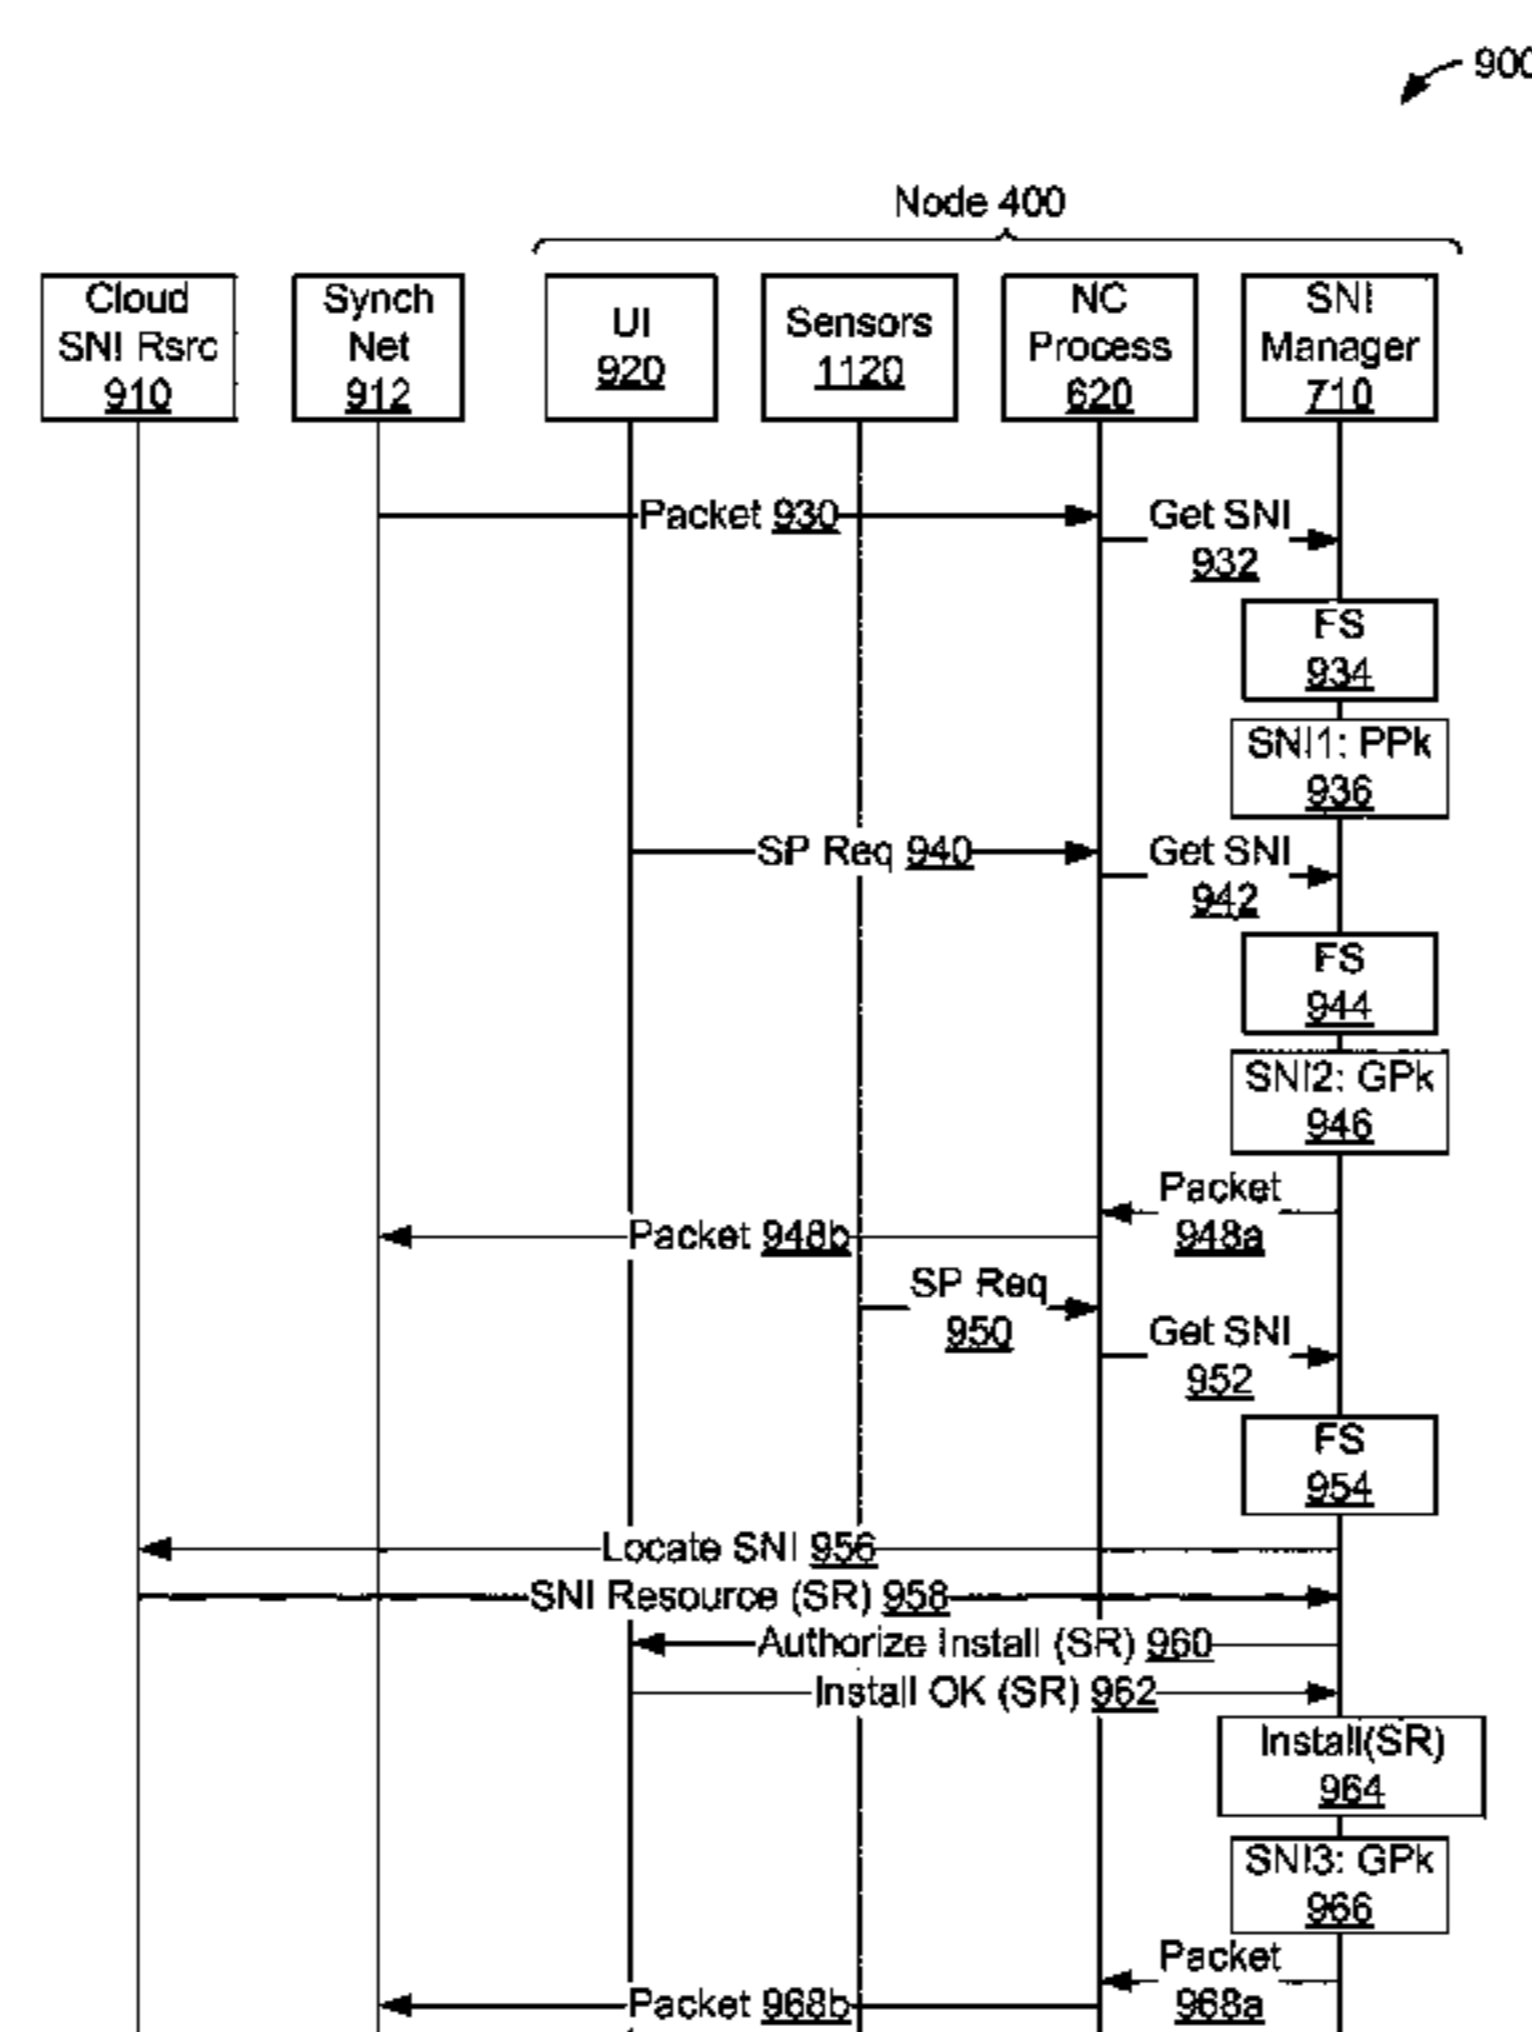 900
Node 400
Cloud
SNI Rsrc
910
Synch
Net
912
UI
920
Sensors
1120
NC
Process
620
SNI
Manager
710
Packet 930
Get SNI
932
FS
934
SNI1: PPk
936
SP Req 940
Get SNI
942
FS
944
SNI2: GPk
946
Packet
948a
Packet 948b
SP Req
950
Get SNI
952
FS
954
Locate SNI 956
SNI Resource (SR) 958
Authorize Install (SR) 960
Install OK (SR) 962
Install(SR)
964
SNI3: GPk
966
Packet
968a
Packet 968b